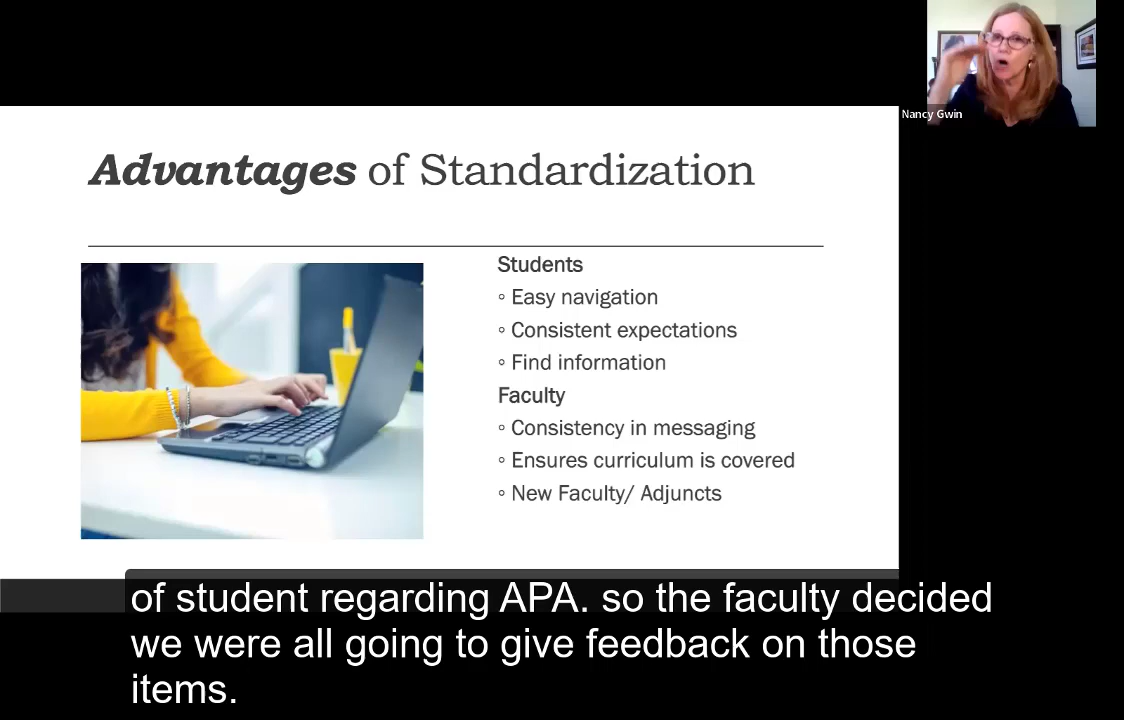 Nancy Gwin
Advantages of Standardization
Students
◦ Easy navigation
◦ Consistent expectations
◦ Find information
Faculty
◦ Consistency in messaging
◦ Ensures curriculum is covered
◦ New Faculty/ Adjuncts
of student regarding APA. so the faculty decided
we were all going to give feedback on those
items.